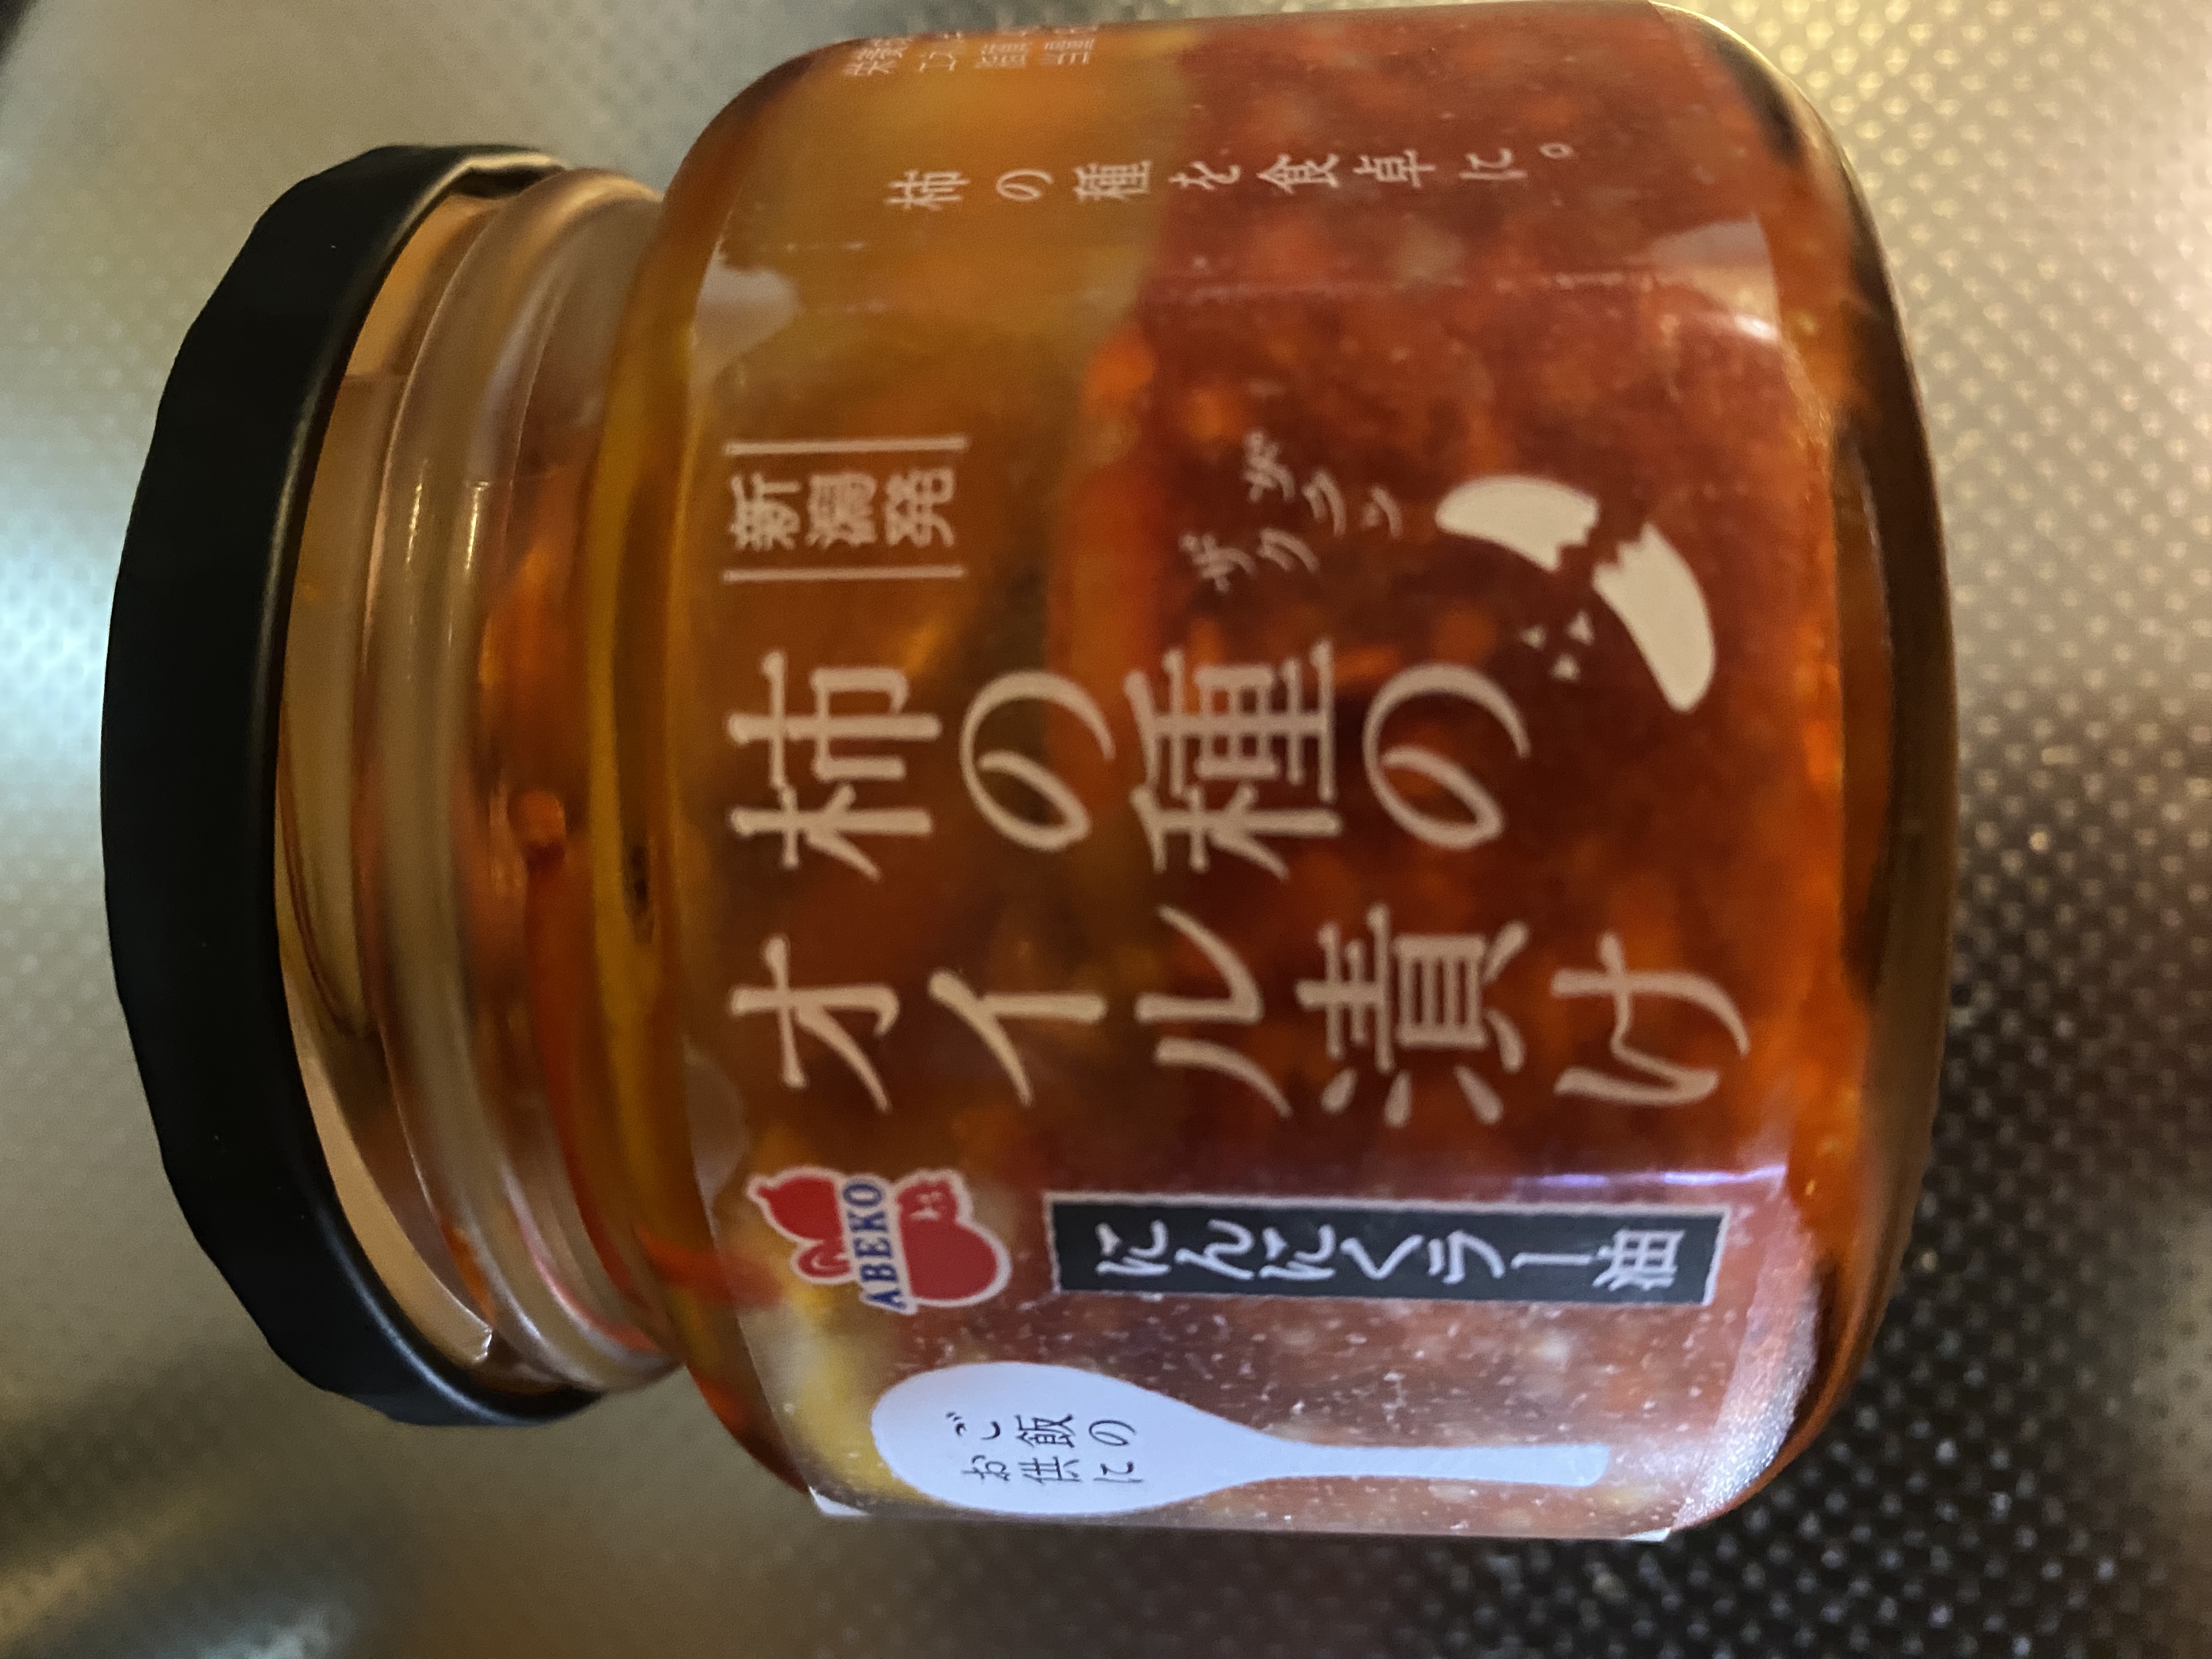 新潟発
柿の種の
オイル漬け
ザクザクッ
ABEKO
にんにくラー油
ご飯の
お供に
柿の種を食卓に。